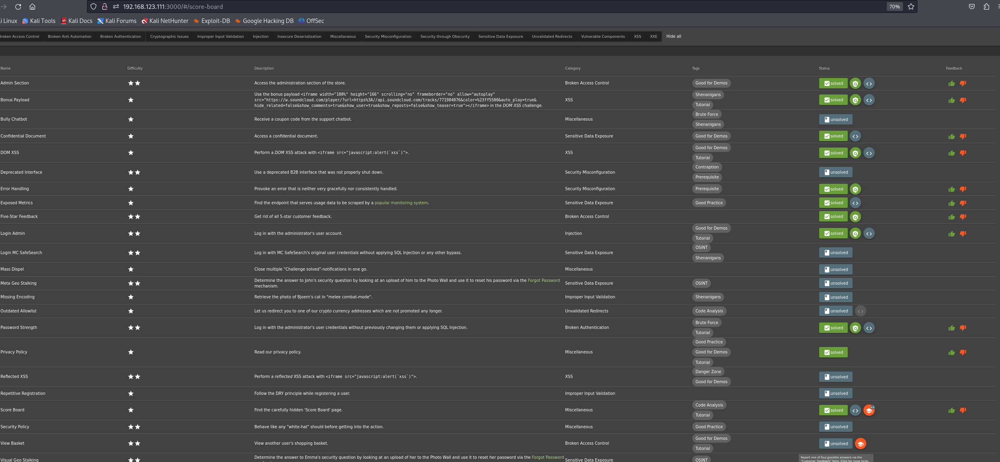 192.168.123.111:3000/#/score-board
70%
i Linux Kali Tools Kali Docs Kali Forums Kali NetHunter Exploit-DB Google Hacking DB OffSec
Broken Access Control Broken Anti Automation Broken Authentication Cryptographic Issues Improper Input Validation Injection Insecure Deserialization Miscellaneous Security Misconfiguration Security through Obscurity Sensitive Data Exposure Unvalidated Redirects Vulnerable Components XSS XXE Hide all
Name Difficulty Description Category Tags Status Feedback
Admin Section Access the administration section of the store. Broken Access Control Good for Demos solved
Bonus Payload
Use the bonus payload <iframe width="100%" height="166" scrolling="no" frameborder="no" allow="autoplay"
src="https://w.soundcloud.com/player/?url=https%3A//api.soundcloud.com/tracks/771984076&color=%23ff5500&auto_play=true&
hide_related=false&show_comments=true&show_user=true&show_reposts=false&show_teaser=true"></iframe> in the DOM XSS challenge.
XSS
Shenanigans
Tutorial
solved
Bully Chatbot Receive a coupon code from the support chatbot. Miscellaneous
Brute Force
Shenanigans
unsolved
Confidential Document Access a confidential document. Sensitive Data Exposure Good for Demos solved
DOM XSS Perform a DOM XSS attack with <iframe src="javascript:alert(`xss`)">. XSS
Good for Demos
Tutorial
solved
Deprecated Interface Use a deprecated B2B interface that was not properly shut down. Security Misconfiguration
Contraption
Prerequisite
unsolved
Error Handling Provoke an error that is neither very gracefully nor consistently handled. Security Misconfiguration Prerequisite solved
Exposed Metrics Find the endpoint that serves usage data to be scraped by a popular monitoring system. Sensitive Data Exposure Good Practice solved
Five-Star Feedback Get rid of all 5-star customer feedback. Broken Access Control solved
Login Admin Log in with the administrator's user account. Injection
Good for Demos
Tutorial
solved
Login MC SafeSearch Log in with MC SafeSearch's original user credentials without applying SQL Injection or any other bypass. Sensitive Data Exposure
OSINT
Shenanigans
unsolved
Mass Dispel Close multiple "Challenge solved"-notifications in one go. Miscellaneous unsolved
Meta Geo Stalking
Determine the answer to John's security question by looking at an upload of him to the Photo Wall and use it to reset his password via the Forgot Password
mechanism.
Sensitive Data Exposure OSINT unsolved
Missing Encoding Retrieve the photo of Bjoern's cat in "melee combat-mode". Improper Input Validation Shenanigans unsolved
Outdated Allowlist Let us redirect you to one of our crypto currency addresses which are not promoted any longer. Unvalidated Redirects Code Analysis unsolved
Password Strength Log in with the administrator's user credentials without previously changing them or applying SQL Injection. Broken Authentication
Brute Force
Tutorial
solved
Privacy Policy Read our privacy policy. Miscellaneous
Good Practice
Good for Demos
Tutorial
solved
Reflected XSS Perform a reflected XSS attack with <iframe src="javascript:alert(`xss`)">. XSS
Danger Zone
Good for Demos
unsolved
Repetitive Registration Follow the DRY principle while registering a user. Improper Input Validation unsolved
Score Board Find the carefully hidden 'Score Board' page. Miscellaneous
Code Analysis
Tutorial
solved
Security Policy Behave like any "white-hat" should before getting into the action. Miscellaneous Good Practice unsolved
View Basket View another user's shopping basket. Broken Access Control
Good for Demos
Tutorial
unsolved
Visual Geo Stalking
Determine the answer to Emma's security question by looking at an upload of her to the Photo Wall and use it to reset her password via the Forgot Password
Sensitive Data Exposure OSINT
Report one of four possible answers via the
"Customer Feedback" form. Click for more hints.